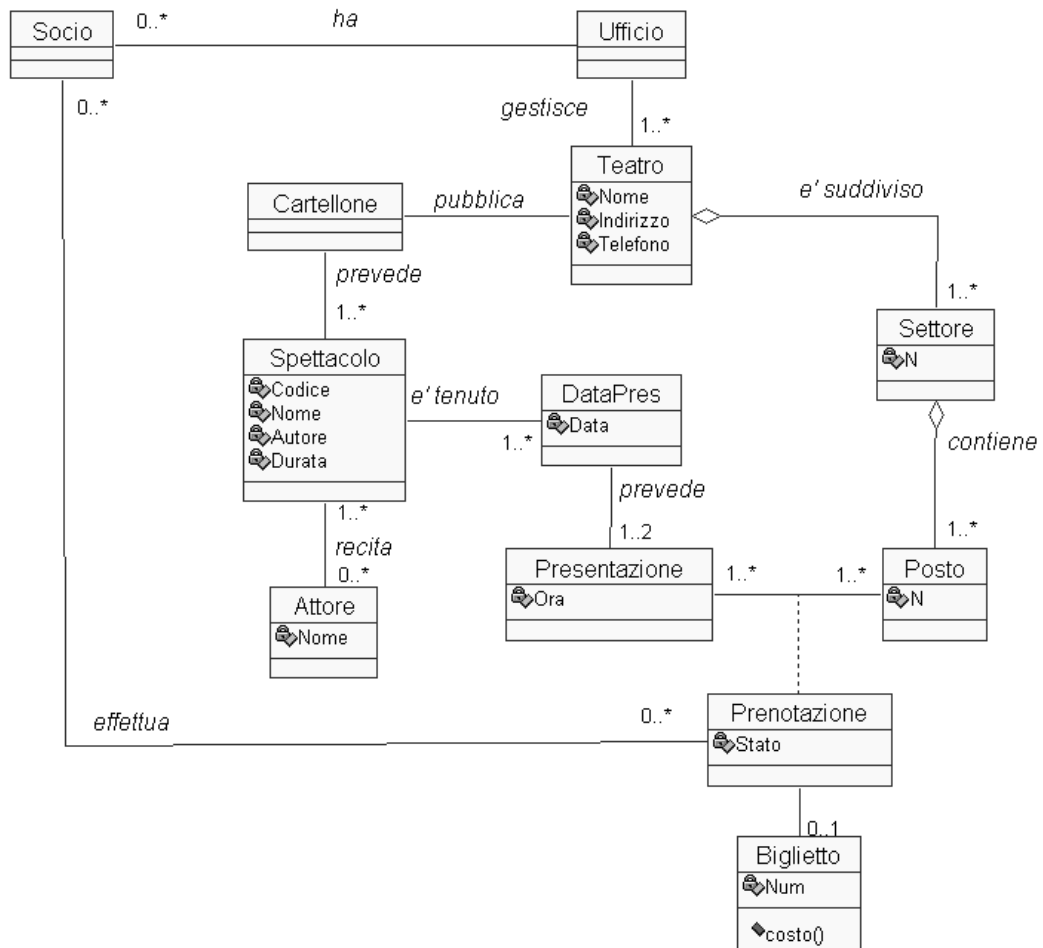 Socio
0..*
ha
Ufficio
0..*
gestisce
1..*
Teatro
Nome
Indirizzo
Telefono
e' suddiviso
Cartellone
pubblica
prevede
1..*
1..*
Settore
N
Spettacolo
Codice
Nome
Autore
Durata
e' tenuto
1..*
DataPres
Data
contiene
prevede
1..*
recita
0..*
1..2
1..*
Presentazione
Ora
1..*
1..*
Posto
N
Attore
Nome
effettua
0..*
Prenotazione
Stato
0..1
Biglietto
Num
costo()